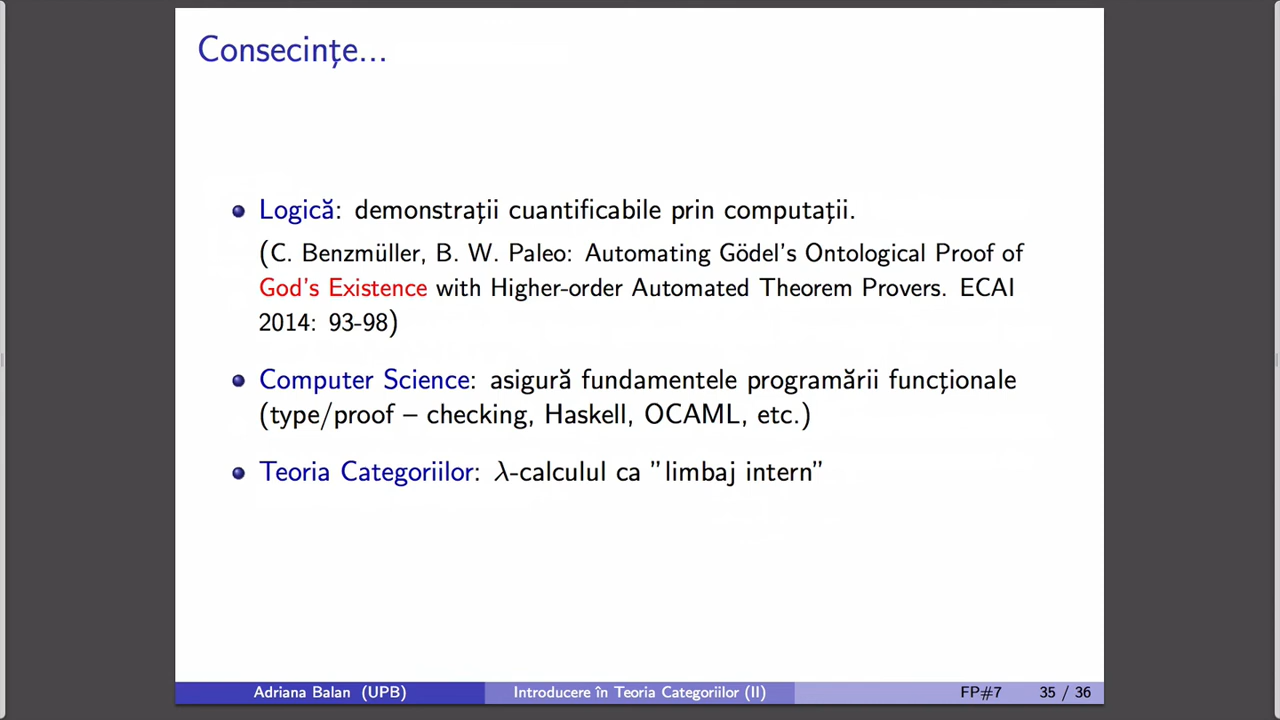 Consecințe...
Logică: demonstrații cuantificabile prin computații.
(C. Benzmüller, B. W. Paleo: Automating Gödel's Ontological Proof of
God's Existence with Higher-order Automated Theorem Provers. ECAI
2014: 93-98)
Computer Science: asigură fundamentele programării funcționale
(type/proof – checking, Haskell, OCAML, etc.)
Teoria Categoriilor: λ-calculul ca "limbaj intern"
Adriana Balan (UPB) Introducere în Teoria Categoriilor (II) FP#7 35 / 36